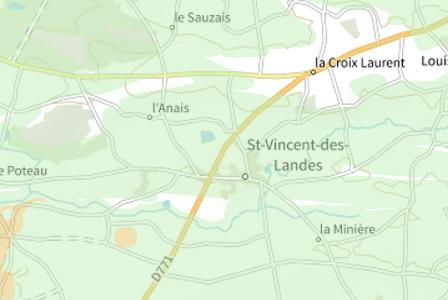 le Sauzais
la Croix Laurent
Loui
l'Anais
St-Vincent-des-
Landes
e Poteau
la Minière
D771